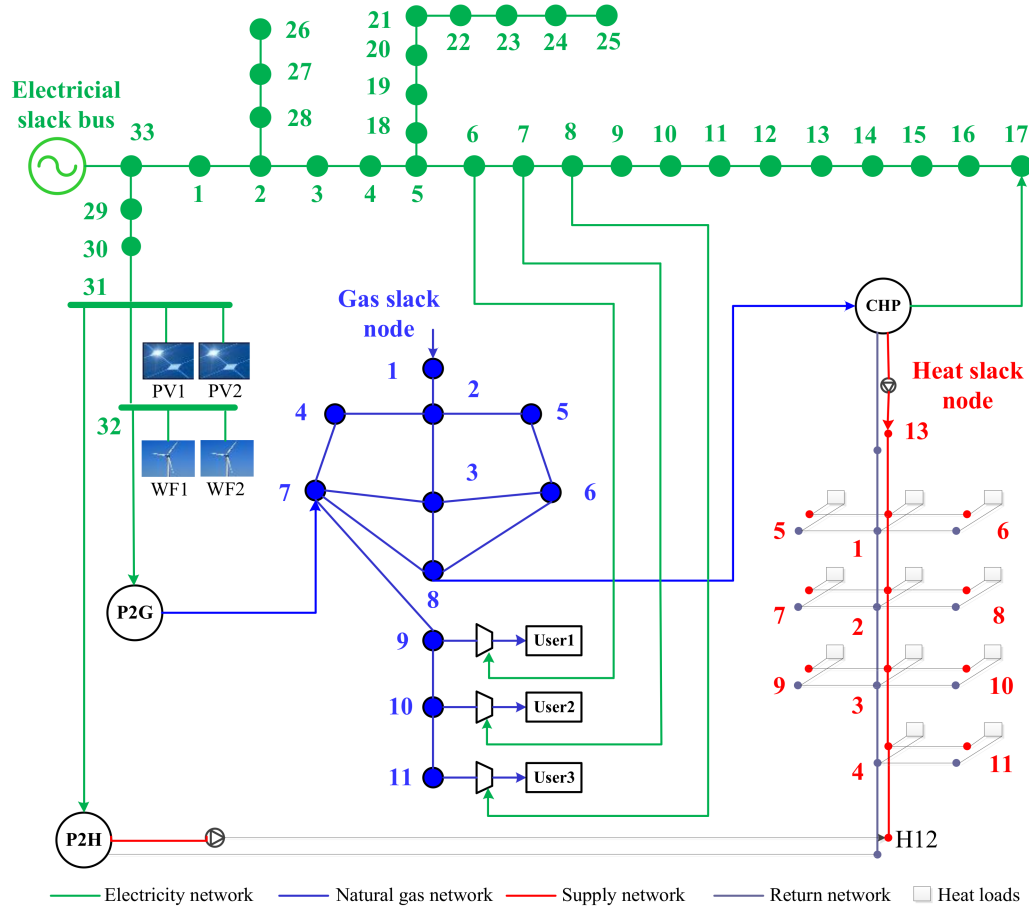 21
26
20
22
23
24
25
27
Electricial
slack bus
19
28
18
33
6
7
8
9
10
11
12
13
14
15
16
17
1
2
3
4
5
29
30
31
Gas slack
node
CHP
1
2
Heat slack
node
PV1
PV2
4
5
32
13
3
WF1
WF2
7
6
5
1
6
P2G
8
7
2
8
9
User1
9
3
10
10
User2
11
User3
4
11
P2H
H12
Electricity network
Natural gas network
Supply network
Return network
Heat loads